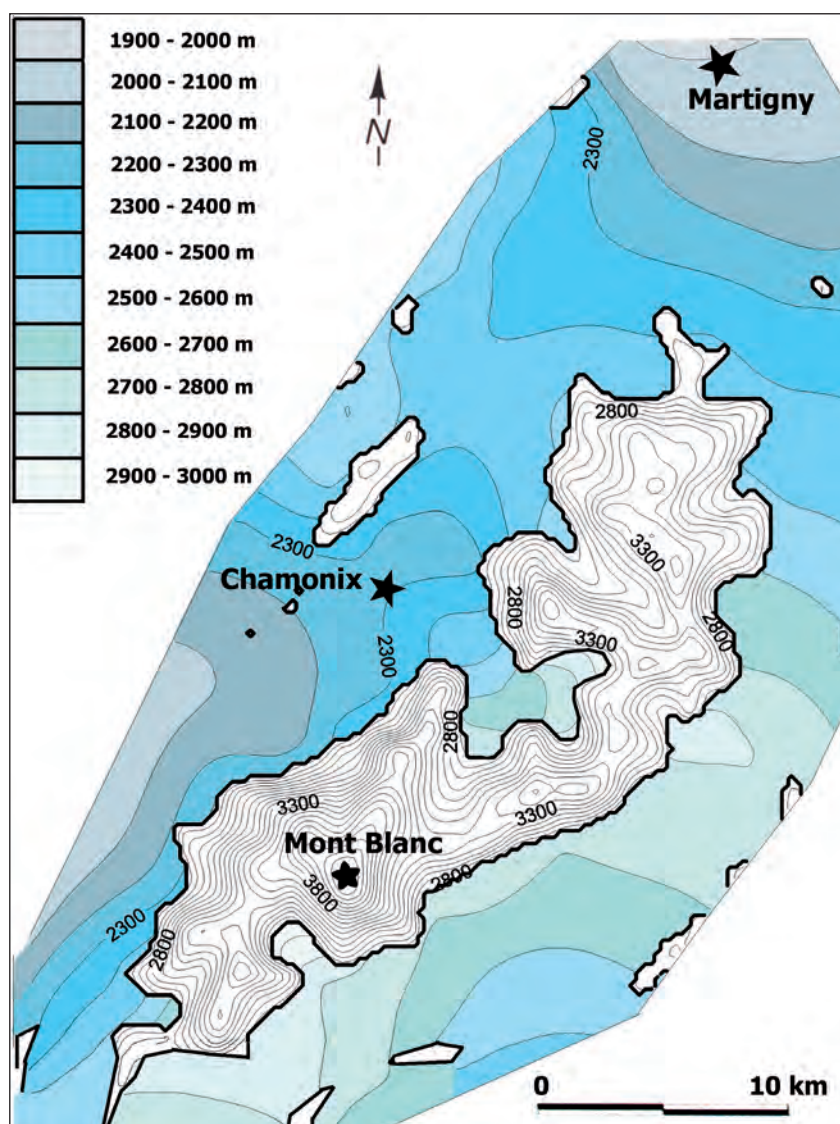 1900 - 2000 m
2000 - 2100 m
2100 - 2200 m
2200 - 2300 m
2300 - 2400 m
2400 - 2500 m
2500 - 2600 m
2600 - 2700 m
2700 - 2800 m
2800 - 2900 m
2900 - 3000 m
N
Martigny
2300
2800
2300
3300
Chamonix
2800
2300
3300
2800
2800
3300
3300
Mont Blanc
3800
2800
2300
2800
0 10 km